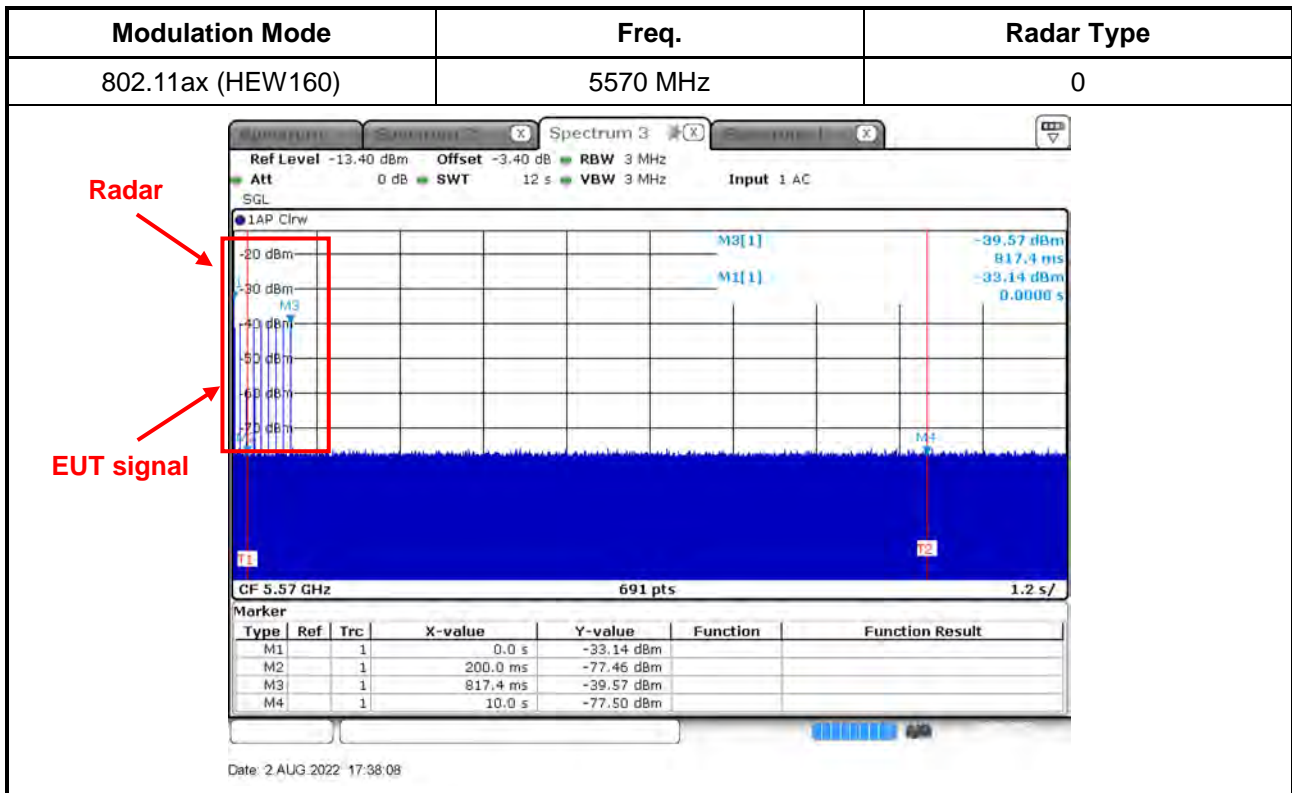 Modulation Mode Freq. Radar Type
802.11ax (HEW160) 5570 MHz 0
Spectrum 3
Ref Level -13.40 dBm Offset -3.40 dB RBW 3 MHz
Att 0 dB SWT 12 s VBW 3 MHz Input 1 AC
SGL
1AP Clrw
Radar
M3[1] -39.57 dBm
817.4 ms
M1[1] -33.14 dBm
0.0000 s
-20 dBm
-30 dBm
M3
-40 dBm
-50 dBm
-60 dBm
-70 dBm
M4
EUT signal
T1
T2
CF 5.57 GHz 691 pts 1.2 s/
Marker
Type Ref Trc X-value Y-value Function Function Result
M1 1 0.0 s -33.14 dBm
M2 1 200.0 ms -77.46 dBm
M3 1 817.4 ms -39.57 dBm
M4 1 10.0 s -77.50 dBm
Date: 2.AUG.2022 17:38:08